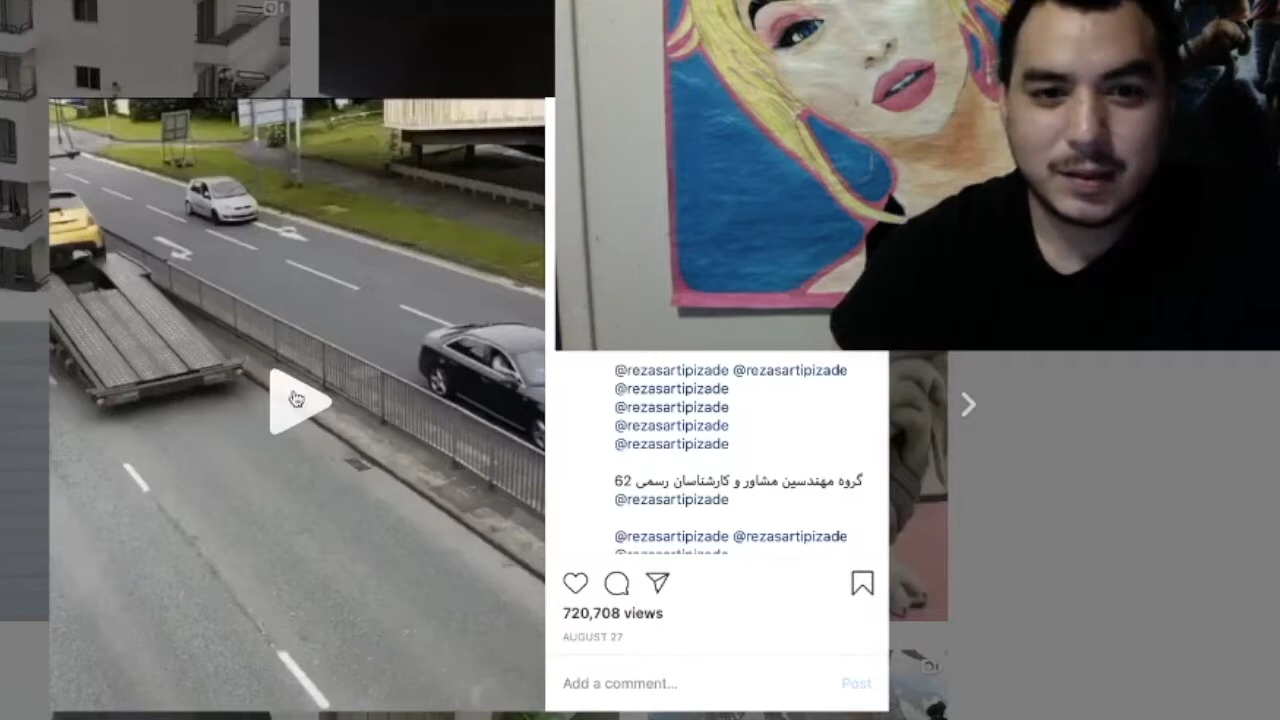 @rezasartipizade @rezasartipizade
@rezasartipizade
@rezasartipizade
@rezasartipizade
@rezasartipizade
گروه مهندسین مشاور و کارشناسان رسمی 62
@rezasartipizade
@rezasartipizade @rezasartipizade
@rezasartipizade
720,708 views
AUGUST 27
Add a comment...
Post